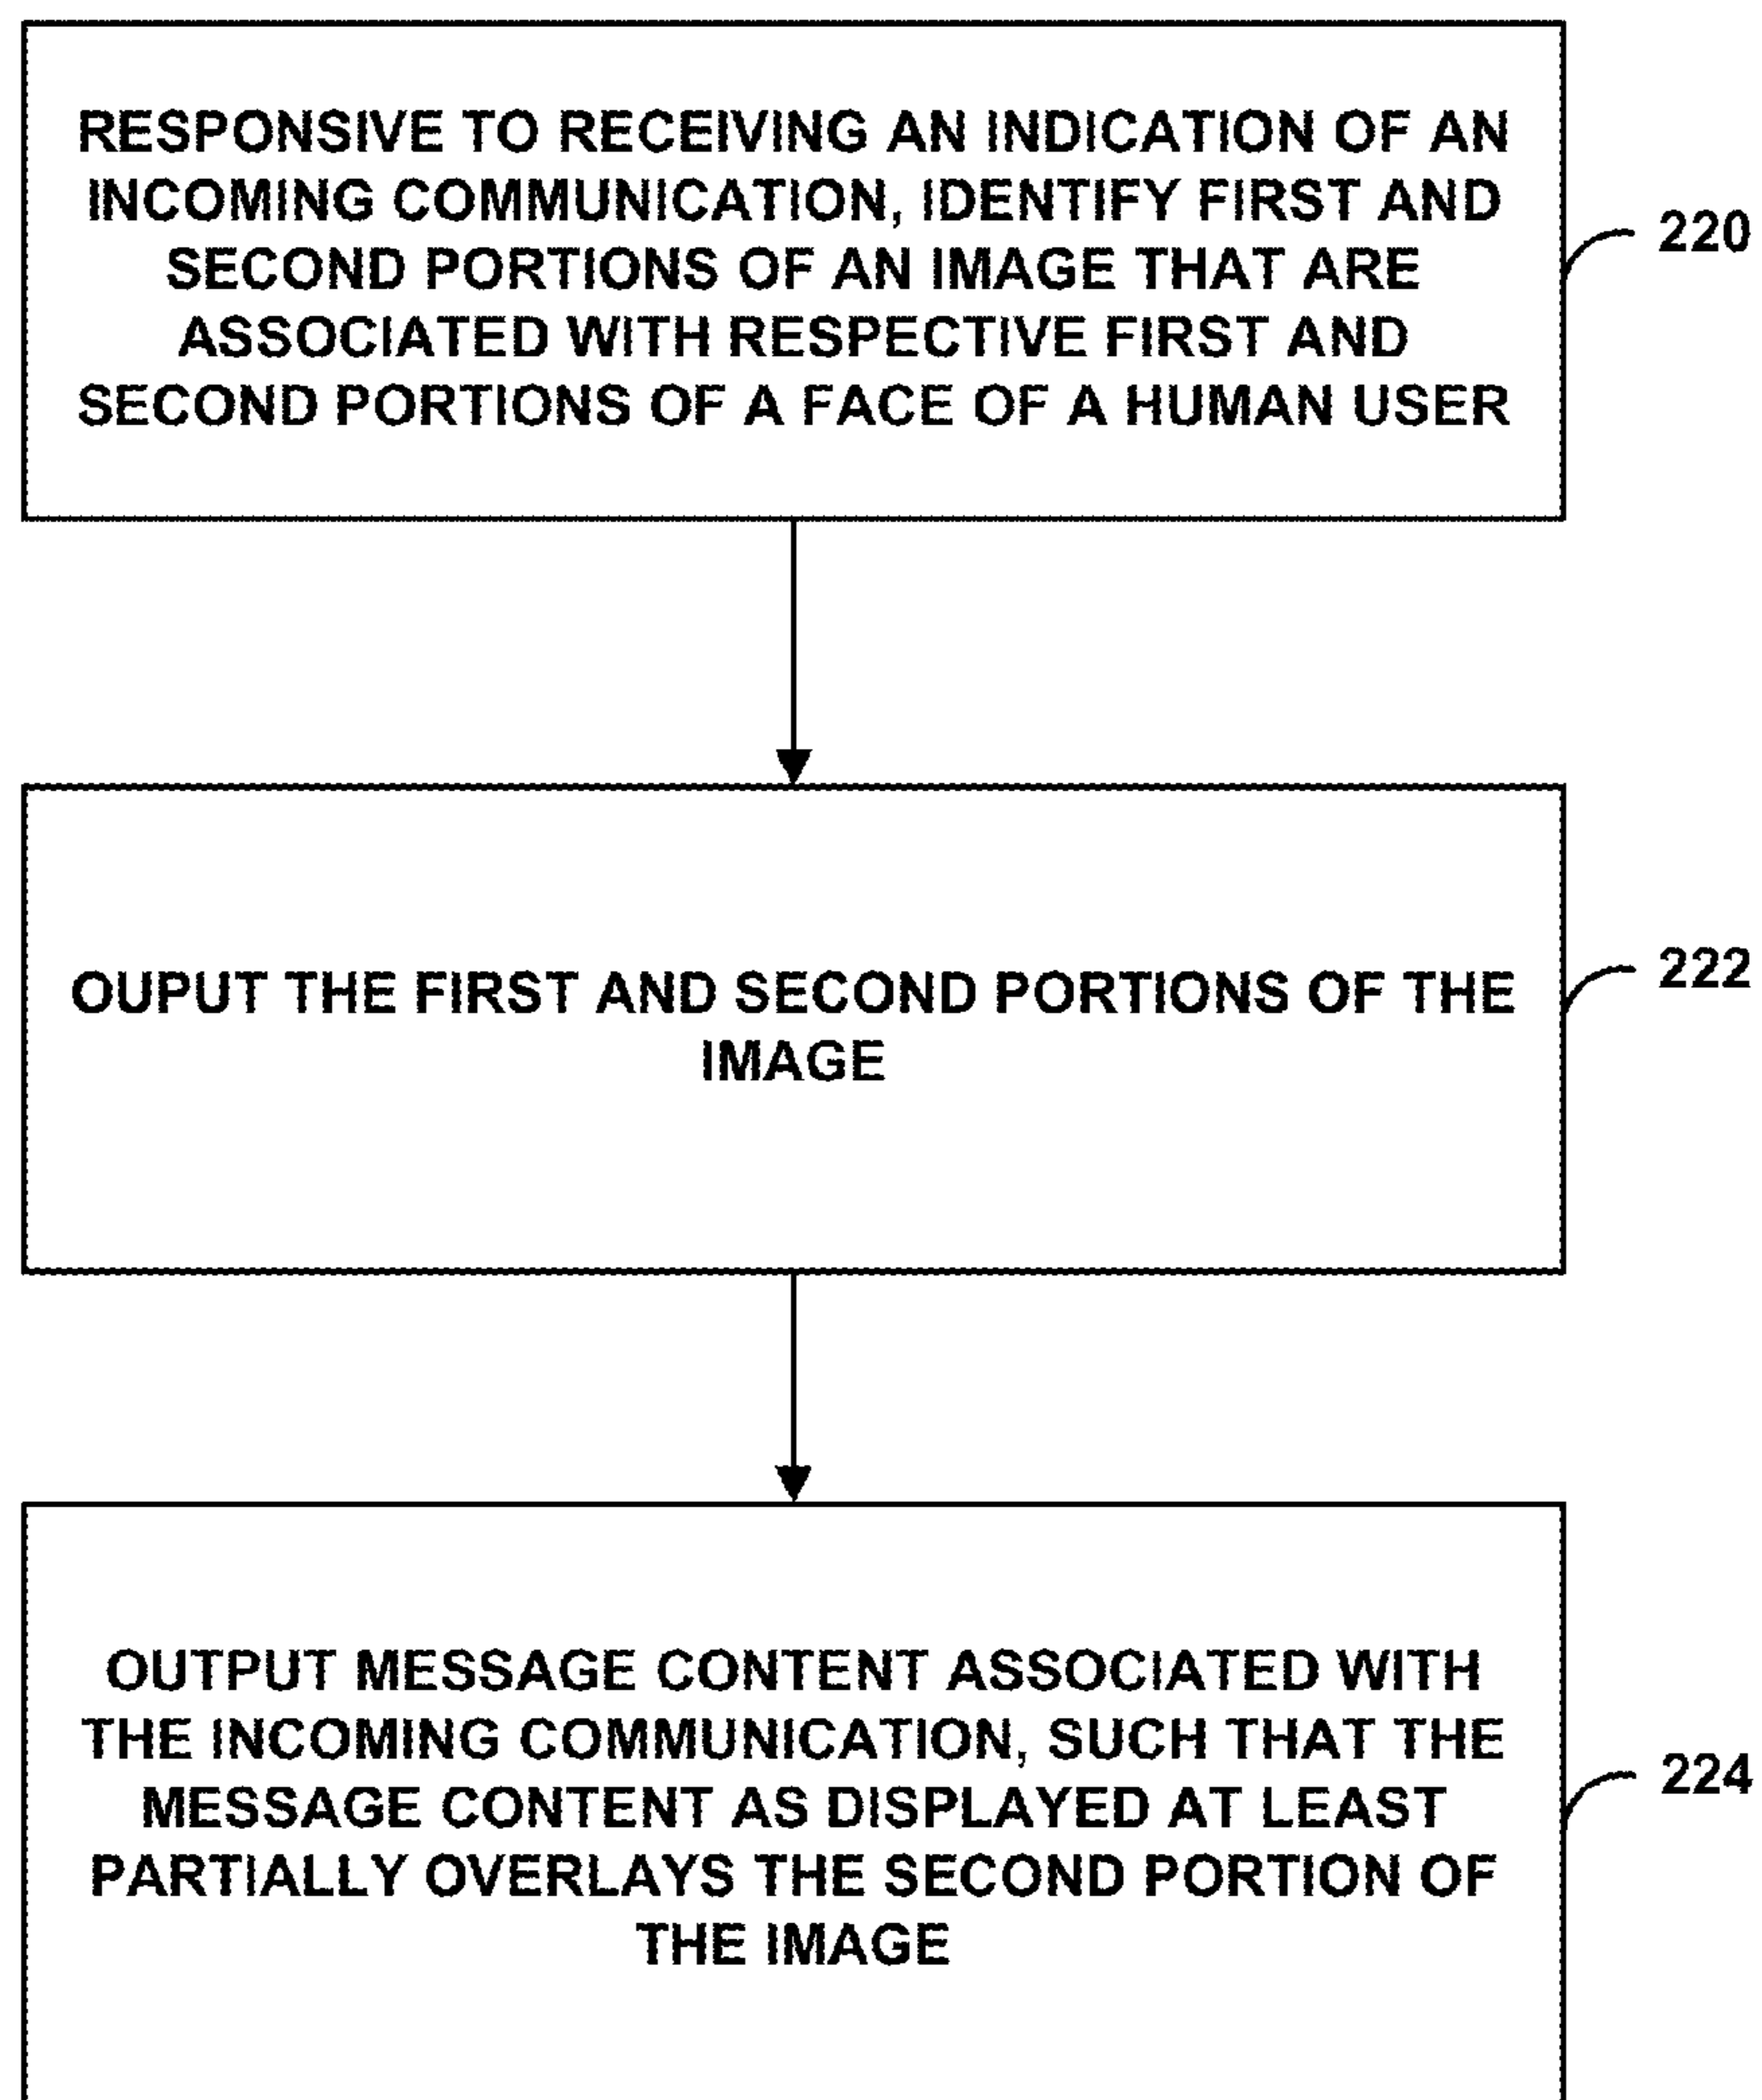 RESPONSIVE TO RECEIVING AN INDICATION OF AN
INCOMING COMMUNICATION, IDENTIFY FIRST AND
SECOND PORTIONS OF AN IMAGE THAT ARE
ASSOCIATED WITH RESPECTIVE FIRST AND
SECOND PORTIONS OF A FACE OF A HUMAN USER
220
OUPUT THE FIRST AND SECOND PORTIONS OF THE
IMAGE
222
OUTPUT MESSAGE CONTENT ASSOCIATED WITH
THE INCOMING COMMUNICATION, SUCH THAT THE
MESSAGE CONTENT AS DISPLAYED AT LEAST
PARTIALLY OVERLAYS THE SECOND PORTION OF
THE IMAGE
224